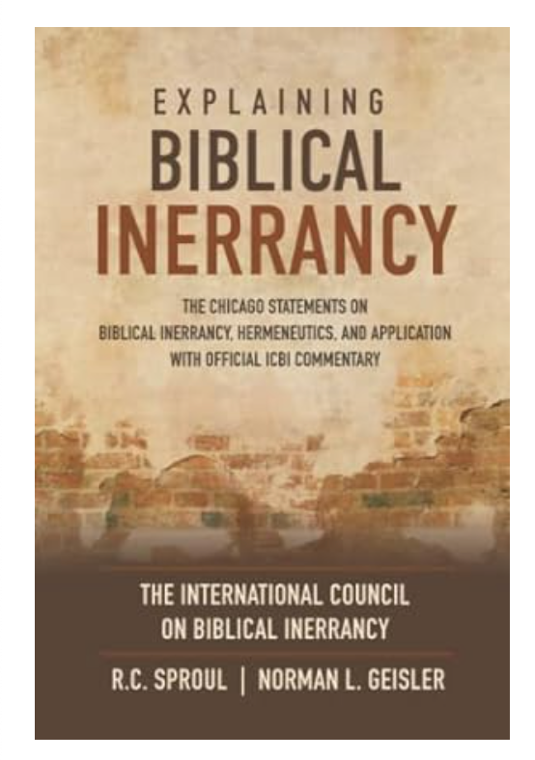 EXPLAINING
BIBLICAL
INERRANCY
THE CHICAGO STATEMENTS ON
BIBLICAL INERRANCY, HERMENEUTICS, AND APPLICATION
WITH OFFICIAL ICBI COMMENTARY
THE INTERNATIONAL COUNCIL
ON BIBLICAL INERRANCY
R.C. SPROUL | NORMAN L. GEISLER